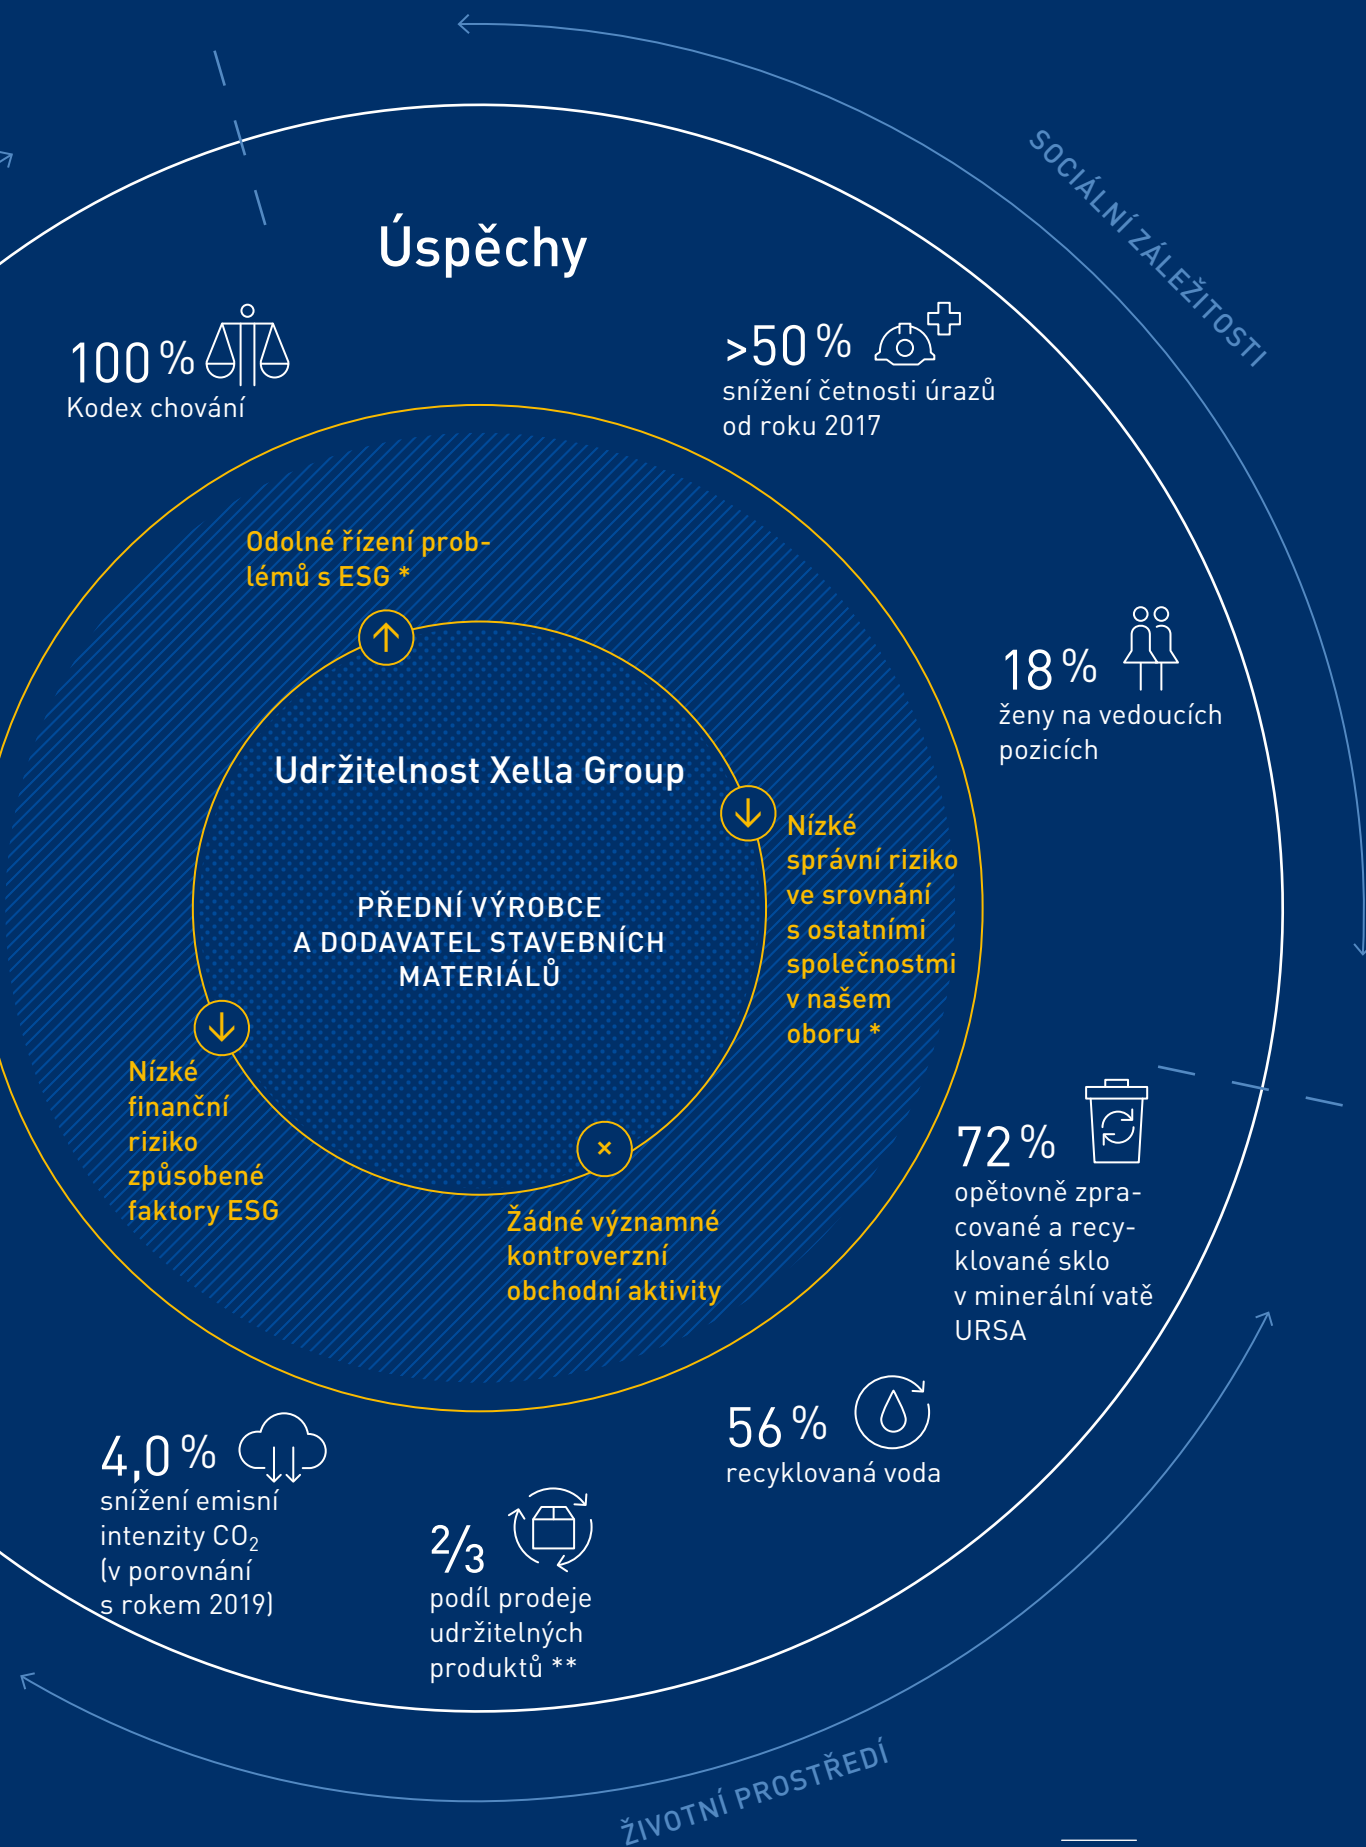 SOCIÁLNÍ ZÁLEŽITOSTI
Úspěchy
100 %
Kodex chování
>50 %
snížení četnosti úrazů
od roku 2017
Odolné řízení prob-
lémů s ESG *
18 %
ženy na vedoucích
pozicích
Udržitelnost Xella Group
PŘEDNÍ VÝROBCE
A DODAVATEL STAVEBNÍCH
MATERIÁLŮ
Nízké
správní riziko
ve srovnání
s ostatními
společnostmi
v našem
oboru *
Nízké
finanční
riziko
způsobené
faktory ESG
Žádné významné
kontroverzní
obchodní aktivity
72 %
opětovně zpra-
cované a recy-
klované sklo
v minerální vatě
URSA
56 %
recyklovaná voda
4,0 %
snížení emisní
intenzity CO₂
(v porovnání
s rokem 2019)
⅔
podíl prodeje
udržitelných
produktů **
ŽIVOTNÍ PROSTŘEDÍ